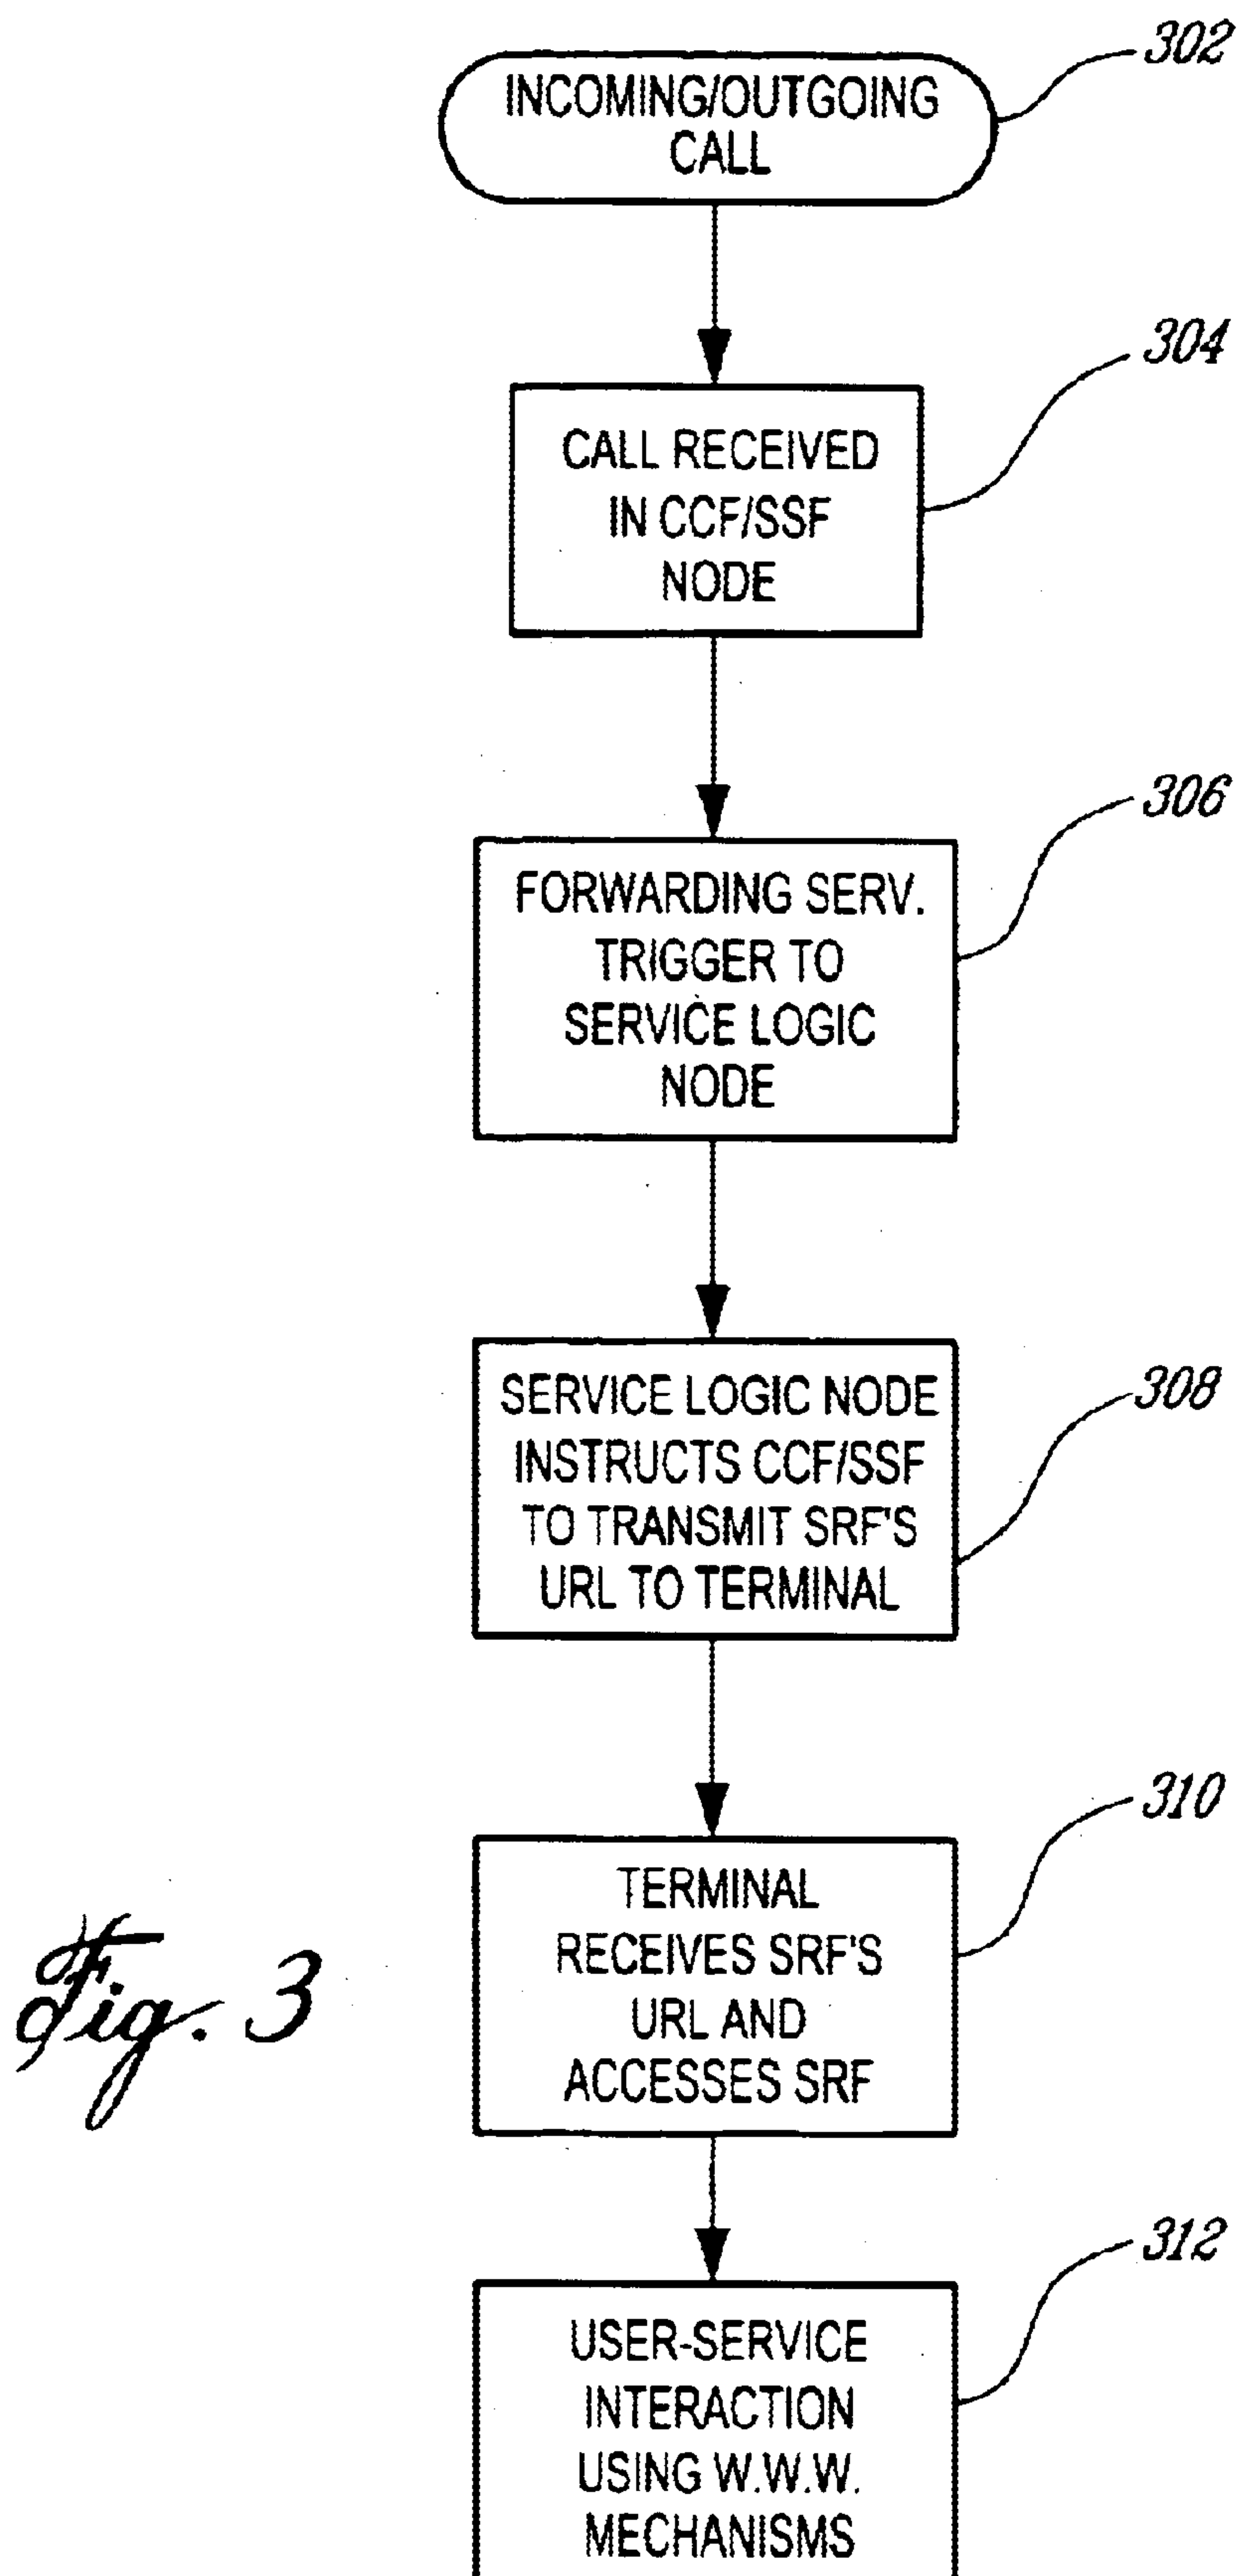 302
INCOMING/OUTGOING
CALL
304
CALL RECEIVED
IN CCF/SSF
NODE
306
FORWARDING SERV.
TRIGGER TO
SERVICE LOGIC
NODE
308
SERVICE LOGIC NODE
INSTRUCTS CCF/SSF
TO TRANSMIT SRF'S
URL TO TERMINAL
310
TERMINAL
RECEIVES SRF'S
URL AND
ACCESSES SRF
Fig. 3
312
USER-SERVICE
INTERACTION
USING W.W.W.
MECHANISMS